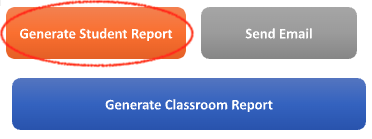 Generate Student Report
Send Email
Generate Classroom Report